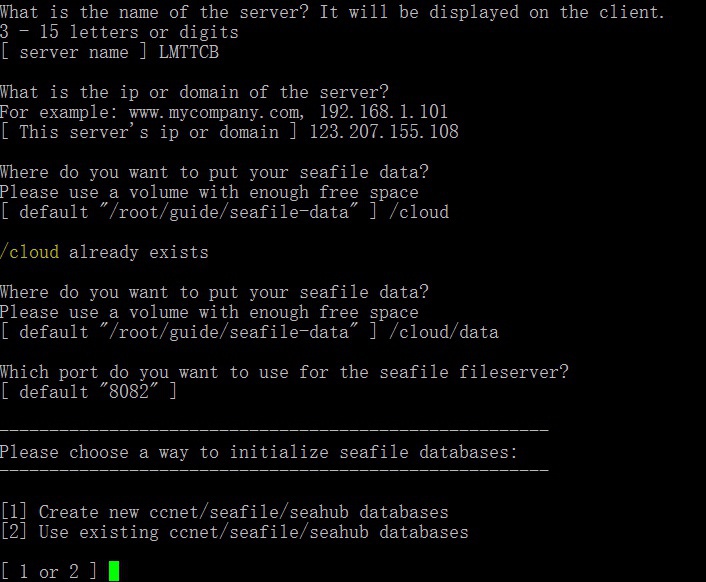 What is the name of the server? It will be displayed on the client.
3 - 15 letters or digits
[ server name ] LMTTCB
What is the ip or domain of the server?
For example: www.mycompany.com, 192.168.1.101
[ This server's ip or domain ] 123.207.155.108
Where do you want to put your seafile data?
Please use a volume with enough free space
[ default "/root/guide/seafile-data" ] /cloud
/cloud already exists
Where do you want to put your seafile data?
Please use a volume with enough free space
[ default "/root/guide/seafile-data" ] /cloud/data
Which port do you want to use for the seafile fileserver?
[ default "8082" ]
-------------------------------------------------------
Please choose a way to initialize seafile databases:
-------------------------------------------------------
[1] Create new ccnet/seafile/seahub databases
[2] Use existing ccnet/seafile/seahub databases
[ 1 or 2 ]